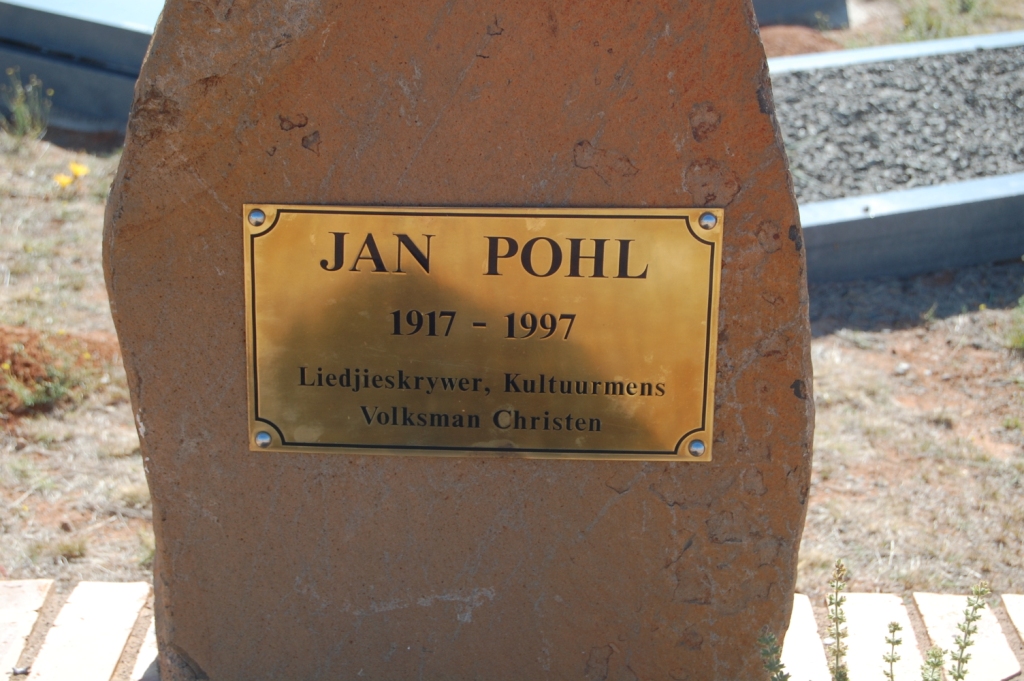 JAN POHL
1917 - 1997
Liedjieskrywer, Kultuurmens
Volksman Christen